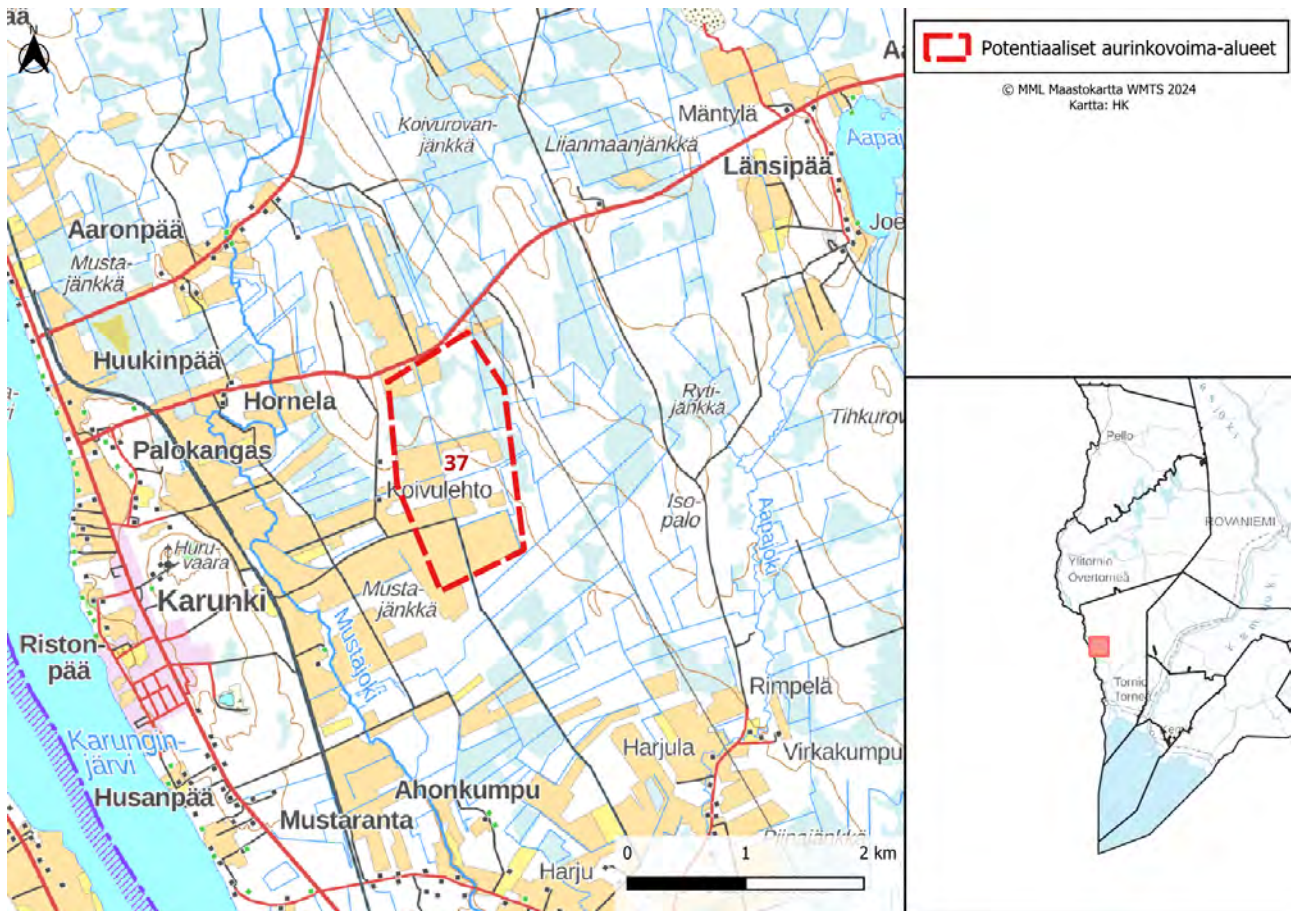 ää
N
Koivurovan-
jänkkä
Liianmaanjänkkä
Mäntylä
Länsipää
Joe
Aaronpää
Musta-
jänkkä
Huukinpää
Hornela
Palokangas
Ryti-
jänkkä
Tihkurov
37
Koivulehto
Iso-
palo
Aapajoki
Huru-
vaara
Karunki
Musta-
jänkkä
Mustajoki
Riston-
pää
Rimpelä
Harjula
Virkakumpu
Karungin-
järvi
Husanpää
Ahonkumpu
Mustaranta
Piinajänkkä
Harju
0 1 2 km
Potentiaaliset aurinkovoima-alueet
© MML Maastokartta WMTS 2024
Kartta: HK
Pello
ROVANIEMI
Ylitornio
Övertorneå
Tornio
Torneå